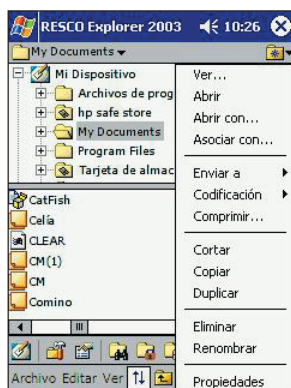 RESCO Explorer 2003 10:26
My Documents
Mi Dispositivo
Archivos de prog
hp safe store
My Documents
Program Files
Tarjeta de almac
CatFish
Celía
CLEAR
CM(1)
CM
Comino
Ver...
Abrir
Abrir con...
Asociar con...
Enviar a
Codificación
Comprimir...
Cortar
Copiar
Duplicar
Eliminar
Renombrar
Propiedades
Archivo Editar Ver